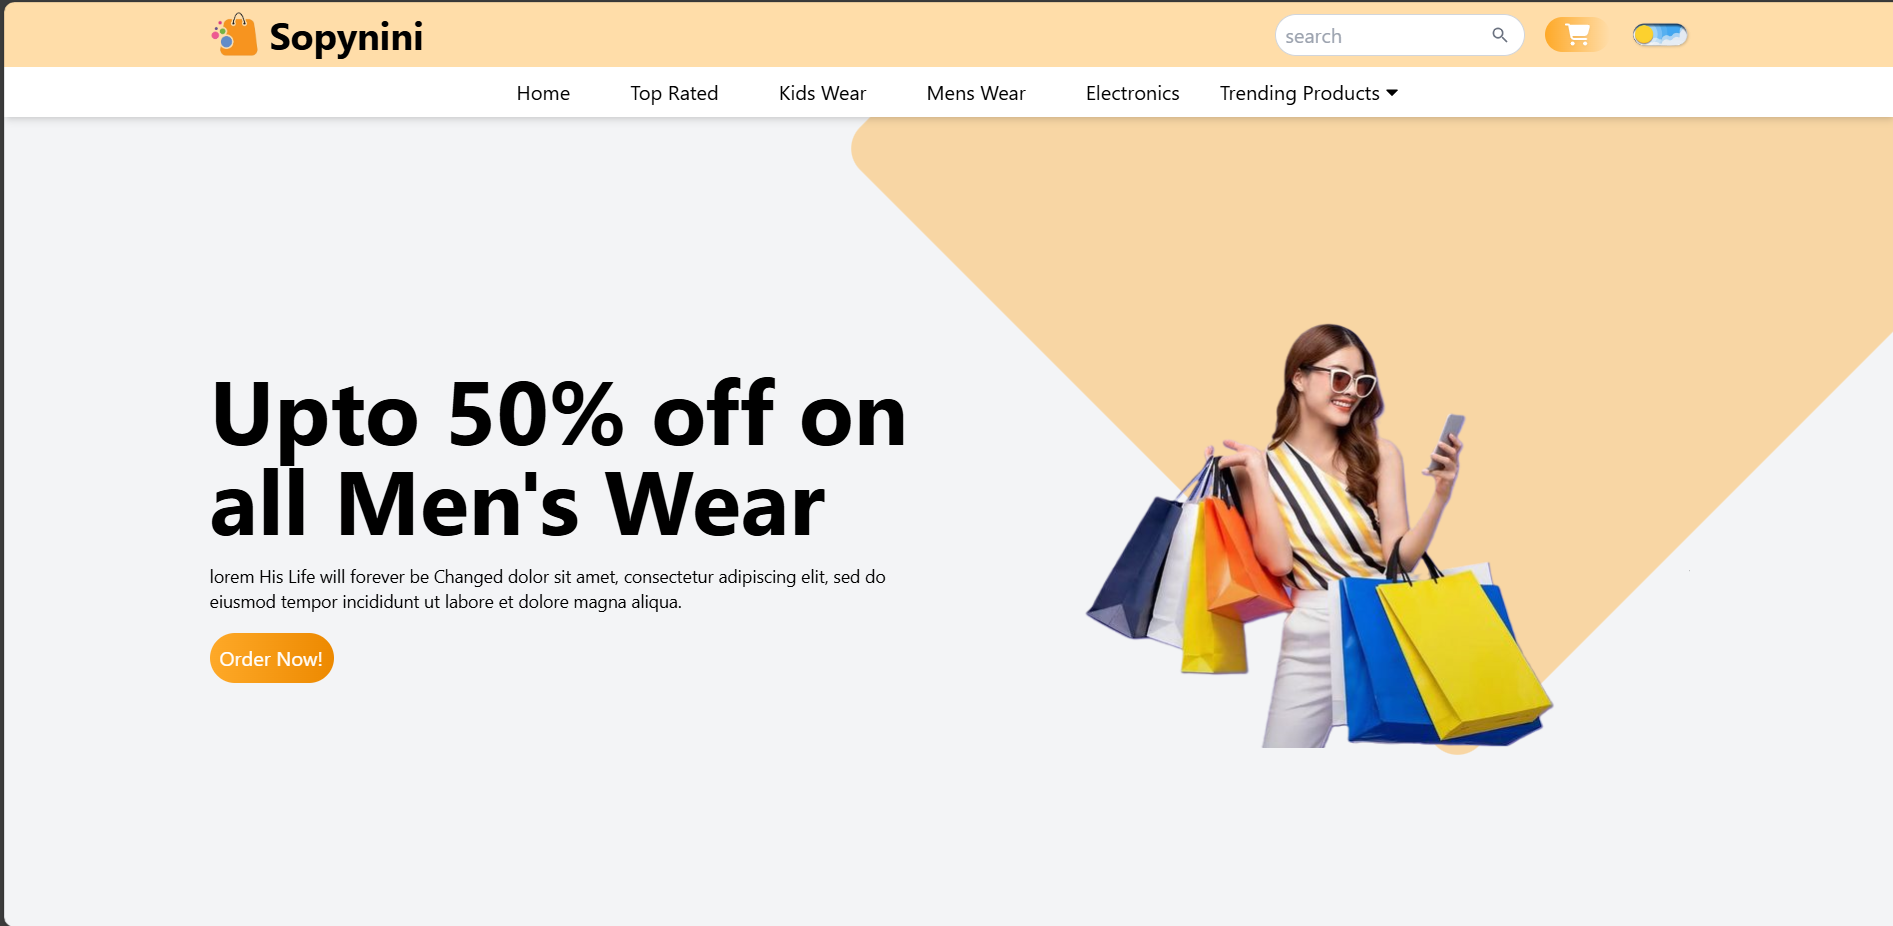 Sopynini
search
Home
Top Rated
Kids Wear
Mens Wear
Electronics
Trending Products
Upto 50% off on
all Men's Wear
lorem His Life will forever be Changed dolor sit amet, consectetur adipiscing elit, sed do
eiusmod tempor incididunt ut labore et dolore magna aliqua.
Order Now!